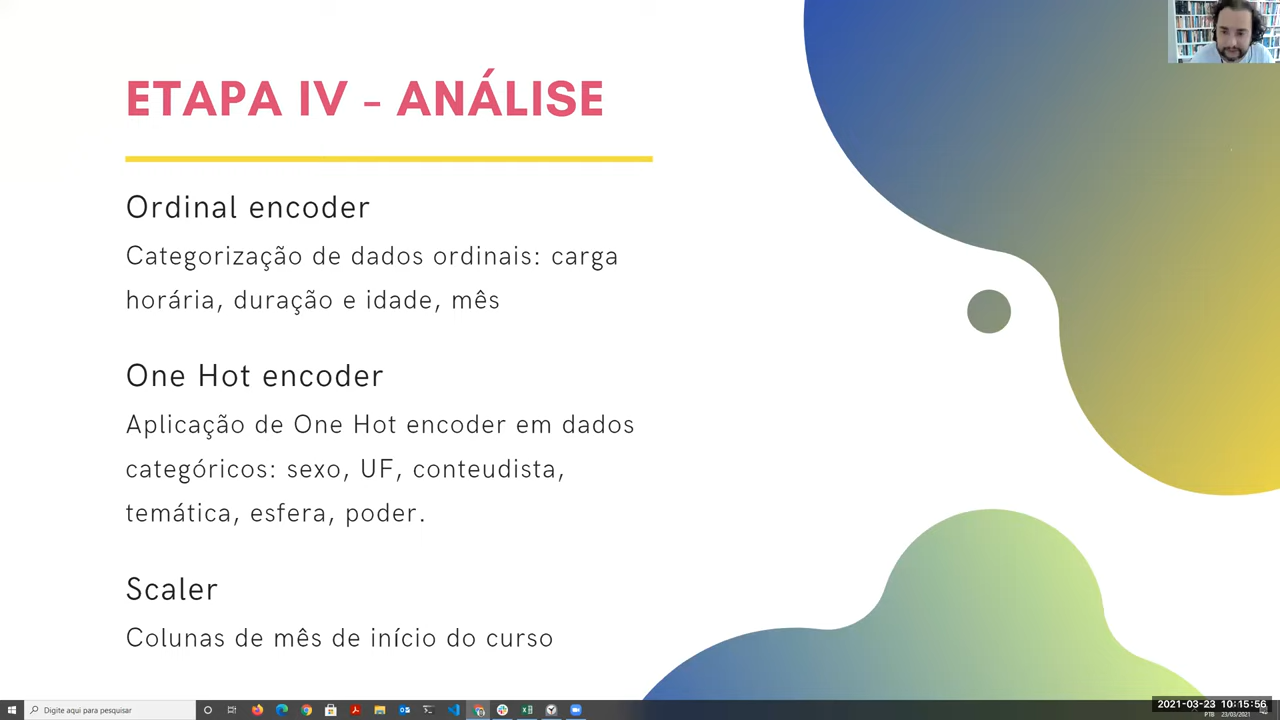 ETAPA IV - ANÁLISE
Ordinal encoder
Categorização de dados ordinais: carga
horária, duração e idade, mês
One Hot encoder
Aplicação de One Hot encoder em dados
categóricos: sexo, UF, conteudista,
temática, esfera, poder.
Scaler
Colunas de mês de início do curso
Digite aqui para pesquisar
2021-03-23 10:15:56
PTB 23/03/2021